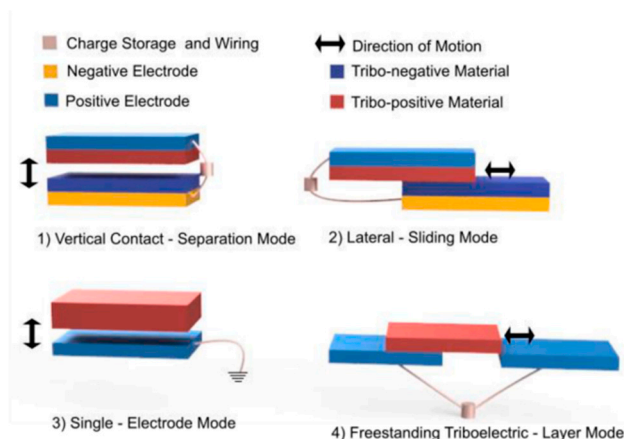 Charge Storage and Wiring
Negative Electrode
Positive Electrode
Direction of Motion
Tribo-negative Material
Tribo-positive Material
1) Vertical Contact - Separation Mode
2) Lateral - Sliding Mode
3) Single - Electrode Mode
4) Freestanding Triboelectric - Layer Mode